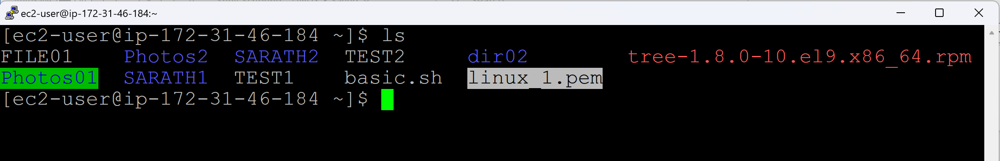 ec2-user@ip-172-31-46-184:~
[ec2-user@ip-172-31-46-184 ~]$ ls
FILE01 Photos2 SARATH2 TEST2 dir02 tree-1.8.0-10.el9.x86_64.rpm
Photos01 SARATH1 TEST1 basic.sh linux_1.pem
[ec2-user@ip-172-31-46-184 ~]$